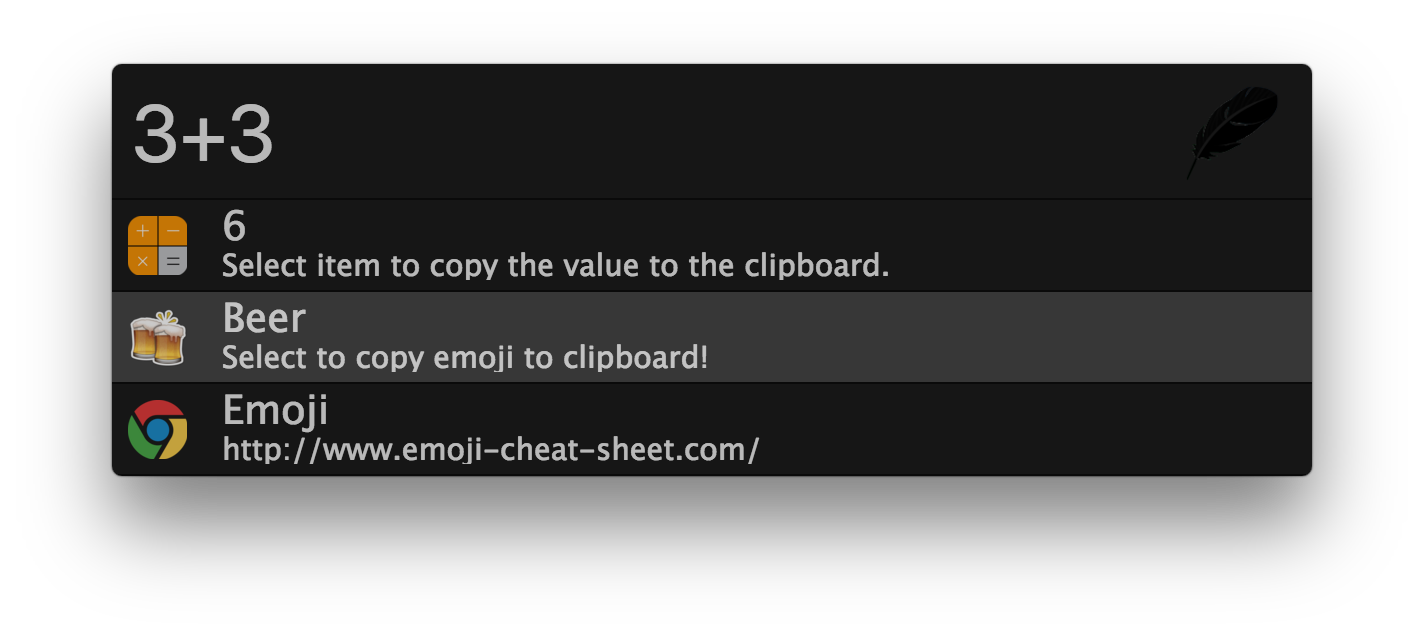 3+3
6
Select item to copy the value to the clipboard.
Beer
Select to copy emoji to clipboard!
Emoji
http://www.emoji-cheat-sheet.com/